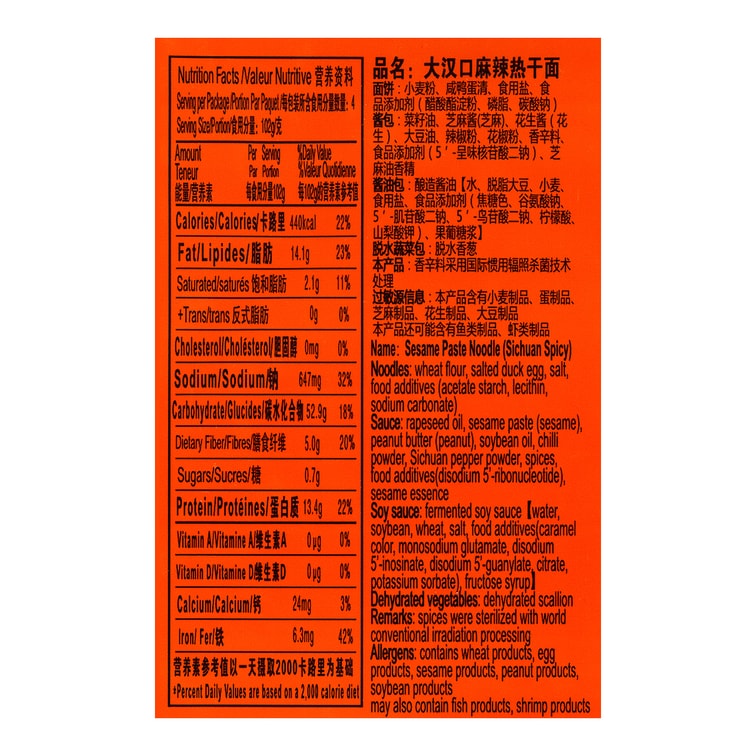 Nutrition Facts /Valeur Nutritive 营养资料
Serving per Package/Portion Par Paquet/每包装所含食用分量数量: 4
Serving Size/Portion/食用分量: 102g/支
Amount Per Serving %Daily Value
Teneur Par Portion %Valeur Quotidienne
能量/营养素 每食用分量102g 每102g的营养素参考值
Calories/Calories/卡路里 440kcal 22%
Fat/Lipides/脂肪 14.1g 23%
Saturated/saturés 饱和脂肪 2.1g 11%
+Trans/trans 反式脂肪 0g 0%
Cholesterol/Cholésterol/胆固醇 0mg 0%
Sodium/Sodium/钠 647mg 32%
Carbohydrate/Glucides/碳水化合物 52.9g 18%
Dietary Fiber/Fibres/膳食纤维 5.0g 20%
Sugars/Sucres/糖 0.7g
Protein/Protéines/蛋白质 13.4g 22%
Vitamin A/Vitamine A/维生素A 0μg 0%
Vitamin D/Vitamine D/维生素D 0μg 0%
Calcium/Calcium/钙 24mg 3%
Iron/ Fer/铁 6.3mg 42%
营养素参考值以一天摄取2000卡路里为基础
*Percent Daily Values are based on a 2,000 calorie diet
品名: 大汉口麻辣热干面
面饼: 小麦粉、咸鸭蛋清、食用盐、食
品添加剂(醋酸酯淀粉、磷脂、碳酸钠)
酱包: 菜籽油、芝麻酱(芝麻)、花生酱(花
生)、大豆油、辣椒粉、花椒粉、香辛料、
食品添加剂(5'-呈味核苷酸二钠)、芝
麻油香精
酱油包: 酿造酱油【水、脱脂大豆、小麦、
食用盐、食品添加剂(焦糖色、谷氨酸钠、
5'-肌苷酸二钠、5'-鸟苷酸二钠、柠檬酸、
山梨酸钾)、果葡糖浆】
脱水蔬菜包: 脱水香葱
本产品: 香辛料采用国际惯用辐照杀菌技术
处理
过敏源信息: 本产品含有小麦制品、蛋制品、
芝麻制品、花生制品、大豆制品
本产品还可能含有鱼类制品、虾类制品
Name: Sesame Paste Noodle (Sichuan Spicy)
Noodles: wheat flour, salted duck egg, salt,
food additives (acetate starch, lecithin,
sodium carbonate)
Sauce: rapeseed oil, sesame paste (sesame),
peanut butter (peanut), soybean oil, chilli
powder, Sichuan pepper powder, spices,
food additives(disodium 5'-ribonucleotide),
sesame essence
Soy sauce: fermented soy sauce【water,
soybean, wheat, salt, food additives(caramel
color, monosodium glutamate, disodium
5'-inosinate, disodium 5'-guanylate, citrate,
potassium sorbate), fructose syrup】
Dehydrated vegetables: dehydrated scallion
Remarks: spices were sterilized with world
conventional irradiation processing
Allergens: contains wheat products, egg
products, sesame products, peanut products,
soybean products
may also contain fish products, shrimp products